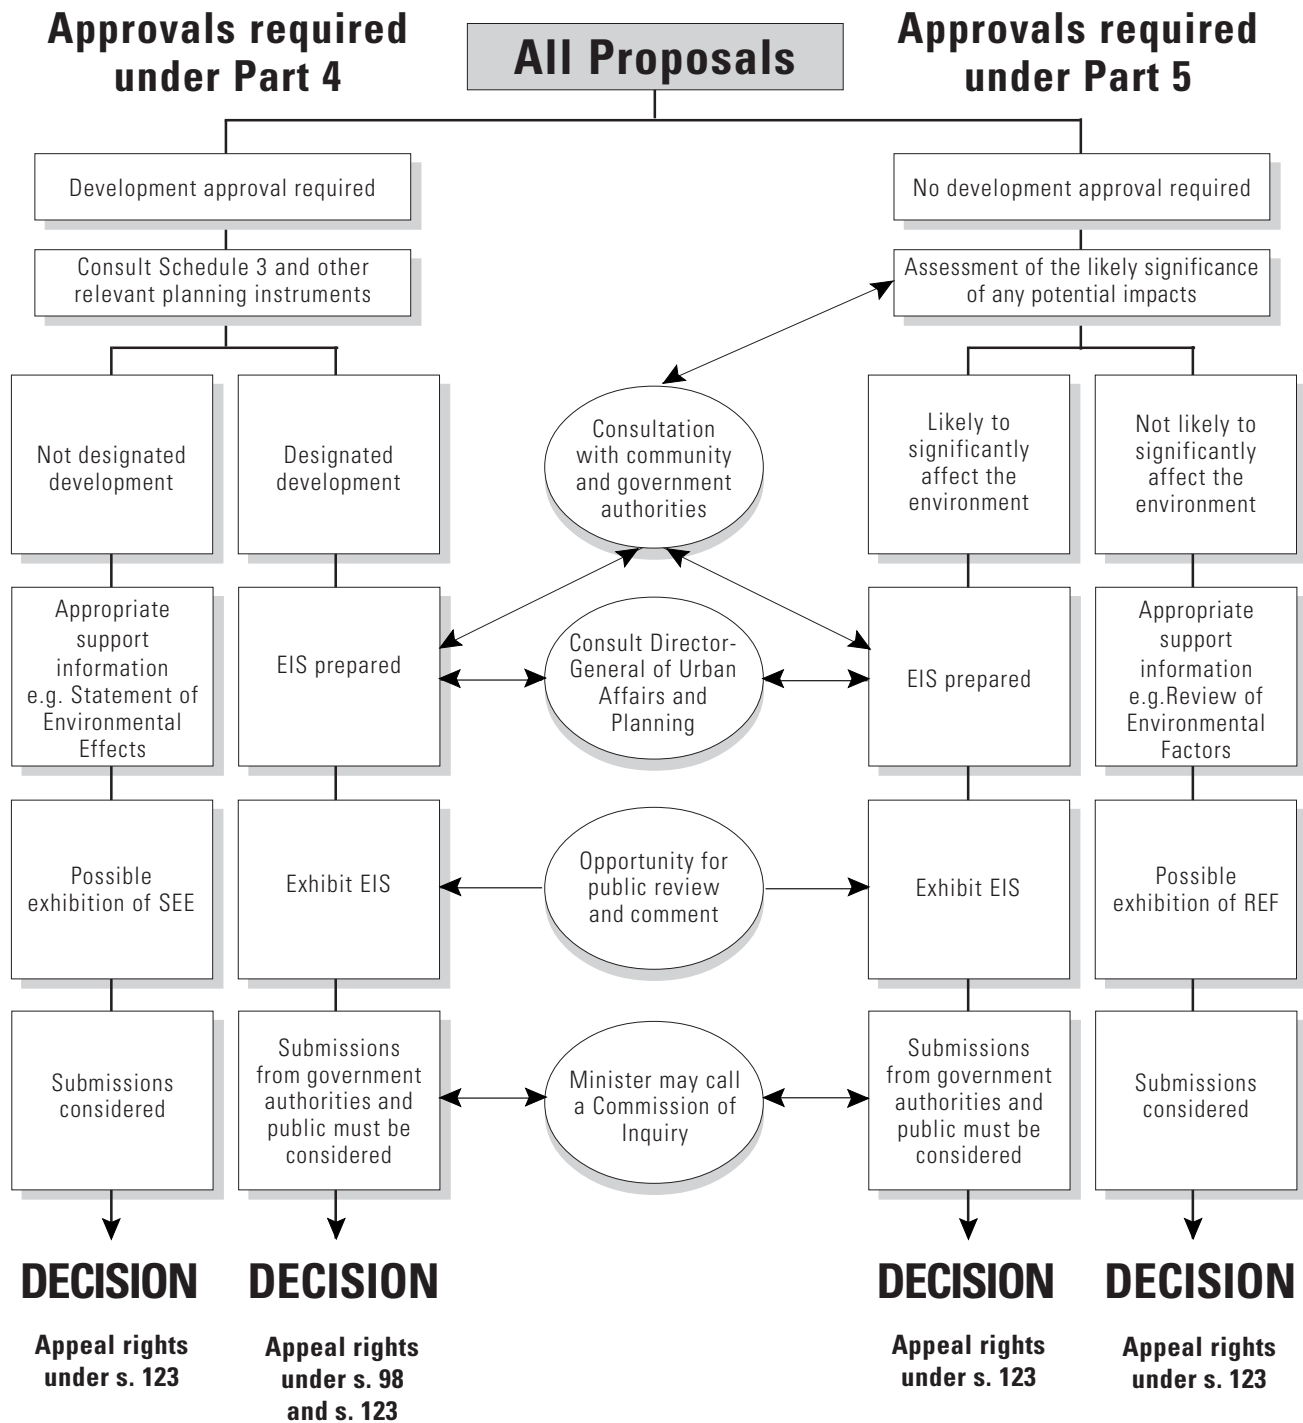 Approvals required
under Part 4
All Proposals
Approvals required
under Part 5
Development approval required
No development approval required
Consult Schedule 3 and other
relevant planning instruments
Assessment of the likely significance
of any potential impacts
Not designated
development
Designated
development
Consultation
with community
and government
authorities
Likely to
significantly
affect the
environment
Not likely to
significantly
affect the
environment
Appropriate
support
information
e.g. Statement of
Environmental
Effects
EIS prepared
Consult Director-
General of Urban
Affairs and
Planning
EIS prepared
Appropriate
support
information
e.g.Review of
Environmental
Factors
Possible
exhibition of SEE
Exhibit EIS
Opportunity for
public review
and comment
Exhibit EIS
Possible
exhibition of REF
Submissions
considered
Submissions
from government
authorities and
public must be
considered
Minister may call
a Commission of
Inquiry
Submissions
from government
authorities and
public must be
considered
Submissions
considered
DECISION
DECISION
DECISION
DECISION
Appeal rights
under s. 123
Appeal rights
under s. 98
and s. 123
Appeal rights
under s. 123
Appeal rights
under s. 123